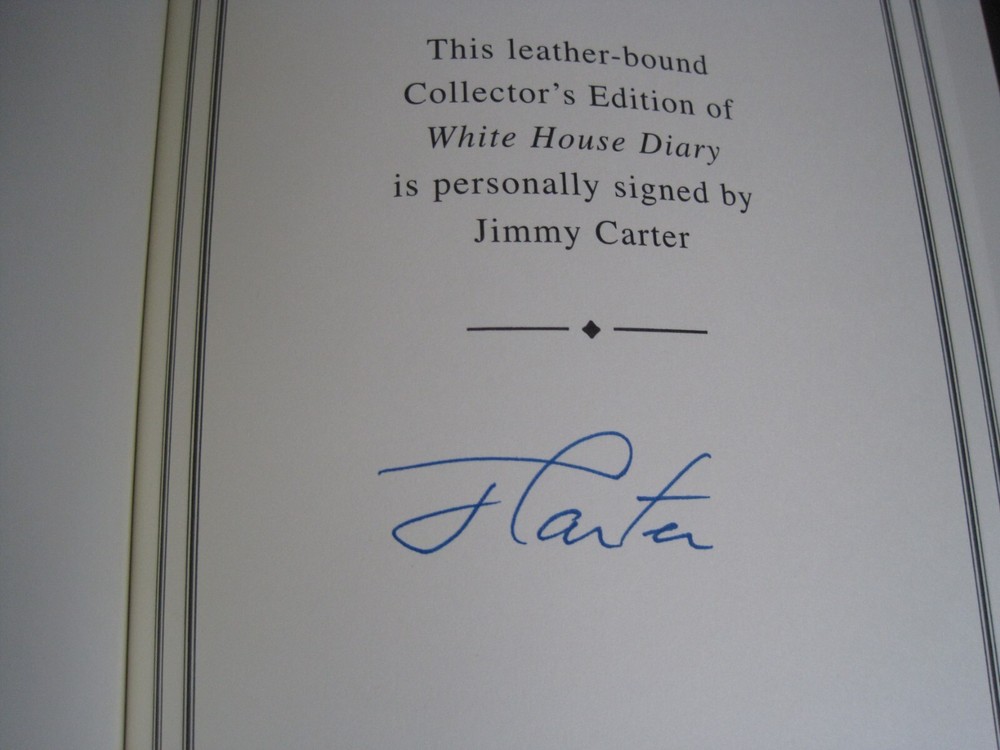 This leather-bound
Collector's Edition of
White House Diary
is personally signed by
Jimmy Carter
J Carter